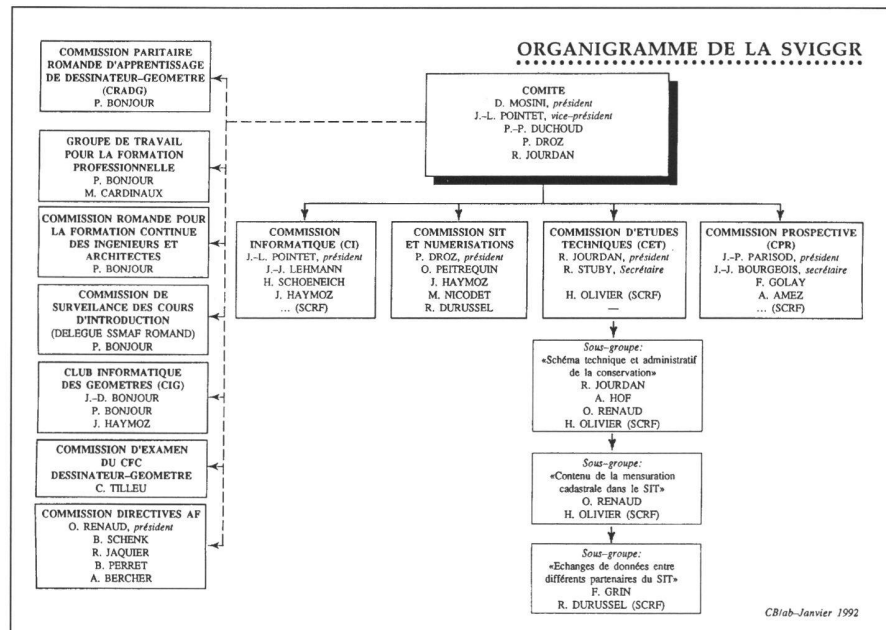 ORGANIGRAMME DE LA SVIGGR
COMITE
D. MOSINI, président
J.-L. POINTET, vice-président
P.-P. DUCHOUD
P. DROZ
R. JOURDAN
COMMISSION PARITAIRE
ROMANDE D'APPRENTISSAGE
DE DESSINATEUR-GEOMETRE
(CRADG)
P. BONJOUR
GROUPE DE TRAVAIL
POUR LA FORMATION
PROFESSIONNELLE
P. BONJOUR
M. CARDINAUX
COMMISSION ROMANDE POUR
LA FORMATION CONTINUE
DES INGENIEURS ET
ARCHITECTES
P. BONJOUR
COMMISSION DE
SURVEILANCE DES COURS
D'INTRODUCTION
(DELEGUE SSMAF ROMAND)
P. BONJOUR
CLUB INFORMATIQUE
DES GEOMETRES (CIG)
J.-D. BONJOUR
P. BONJOUR
J. HAYMOZ
COMMISSION D'EXAMEN
DU CFC
DESSINATEUR-GEOMETRE
C. TILLEU
COMMISSION DIRECTIVES AF
O. RENAUD, président
B. SCHENK
R. JAQUIER
B. PERRET
A. BERCHER
COMMISSION
INFORMATIQUE (CI)
J.-L. POINTET, président
J.-J. LEHMANN
H. SCHOENEICH
J. HAYMOZ
... (SCRF)
COMMISSION SIT
ET NUMERISATIONS
P. DROZ, président
O. PEITREQUIN
J. HAYMOZ
M. NICODET
R. DURUSSEL
COMMISSION D'ETUDES
TECHNIQUES (CET)
R. JOURDAN, président
R. STUBY, Secrétaire
H. OLIVIER (SCRF)
—
COMMISSION PROSPECTIVE
(CPR)
J.-P. PARISOD, président
J.-J. BOURGEOIS, secrétaire
F. GOLAY
A. AMEZ
... (SCRF)
Sous-groupe:
«Schéma technique et administratif
de la conservation»
R. JOURDAN
A. HOF
O. RENAUD
H. OLIVIER (SCRF)
Sous-groupe:
«Contenu de la mensuration
cadastrale dans le SIT»
O. RENAUD
H. OLIVIER (SCRF)
Sous-groupe:
«Echanges de données entre
différents partenaires du SIT»
F. GRIN
R. DURUSSEL (SCRF)
CB/ab-Janvier 1992